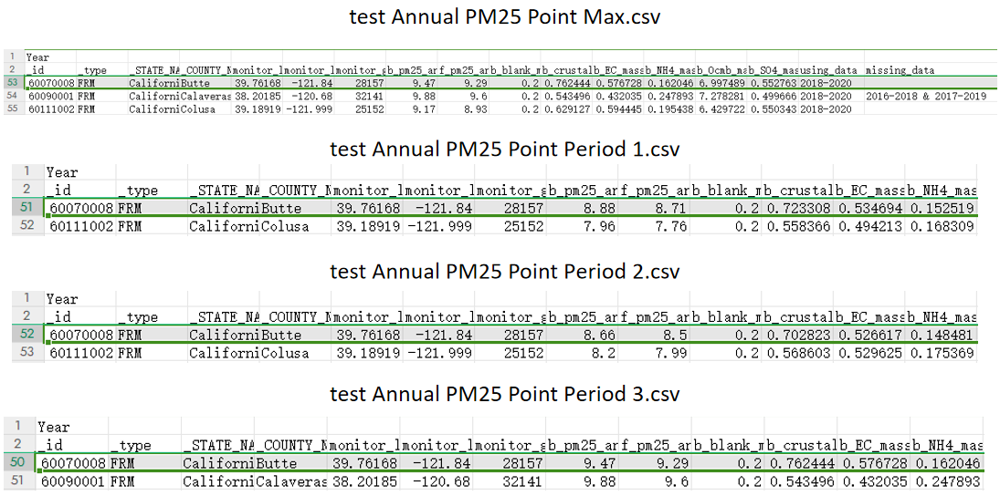 test Annual PM25 Point Max.csv
1 Year
2 _id _type _STATE_NA _COUNTY_N monitor_l monitor_l monitor_g b_pm25_ar f_pm25_ar b_blank_m b_crustal b_EC_mass b_NH4_mas b_Ocmb_ma b_SO4_mas using_data missing_data
53 60070008 FRM Californi Butte 39.76168 -121.84 28157 9.47 9.29 0.2 0.762444 0.576728 0.162046 6.997489 0.552763 2018-2020
54 60090001 FRM Californi Calaveras 38.20185 -120.68 32141 9.88 9.6 0.2 0.543496 0.432035 0.247893 7.278281 0.499666 2018-2020 2016-2018 & 2017-2019
55 60111002 FRM Californi Colusa 39.18919 -121.999 25152 9.17 8.93 0.2 0.629127 0.594445 0.195438 6.429722 0.550343 2018-2020
test Annual PM25 Point Period 1.csv
1 Year
2 _id _type _STATE_NA _COUNTY_N monitor_l monitor_l monitor_g b_pm25_ar f_pm25_ar b_blank_m b_crustal b_EC_mass b_NH4_mas
51 60070008 FRM Californi Butte 39.76168 -121.84 28157 8.88 8.71 0.2 0.723308 0.534694 0.152519
52 60111002 FRM Californi Colusa 39.18919 -121.999 25152 7.96 7.76 0.2 0.558366 0.494213 0.168309
test Annual PM25 Point Period 2.csv
1 Year
2 _id _type _STATE_NA _COUNTY_N monitor_l monitor_l monitor_g b_pm25_ar f_pm25_ar b_blank_m b_crustal b_EC_mass b_NH4_mas
52 60070008 FRM Californi Butte 39.76168 -121.84 28157 8.66 8.5 0.2 0.702823 0.526617 0.148481
53 60111002 FRM Californi Colusa 39.18919 -121.999 25152 8.2 7.99 0.2 0.568603 0.529625 0.175369
test Annual PM25 Point Period 3.csv
1 Year
2 _id _type _STATE_NA _COUNTY_N monitor_l monitor_l monitor_g b_pm25_ar f_pm25_ar b_blank_m b_crustal b_EC_mass b_NH4_mas
50 60070008 FRM Californi Butte 39.76168 -121.84 28157 9.47 9.29 0.2 0.762444 0.576728 0.162046
51 60090001 FRM Californi Calaveras 38.20185 -120.68 32141 9.88 9.6 0.2 0.543496 0.432035 0.247893